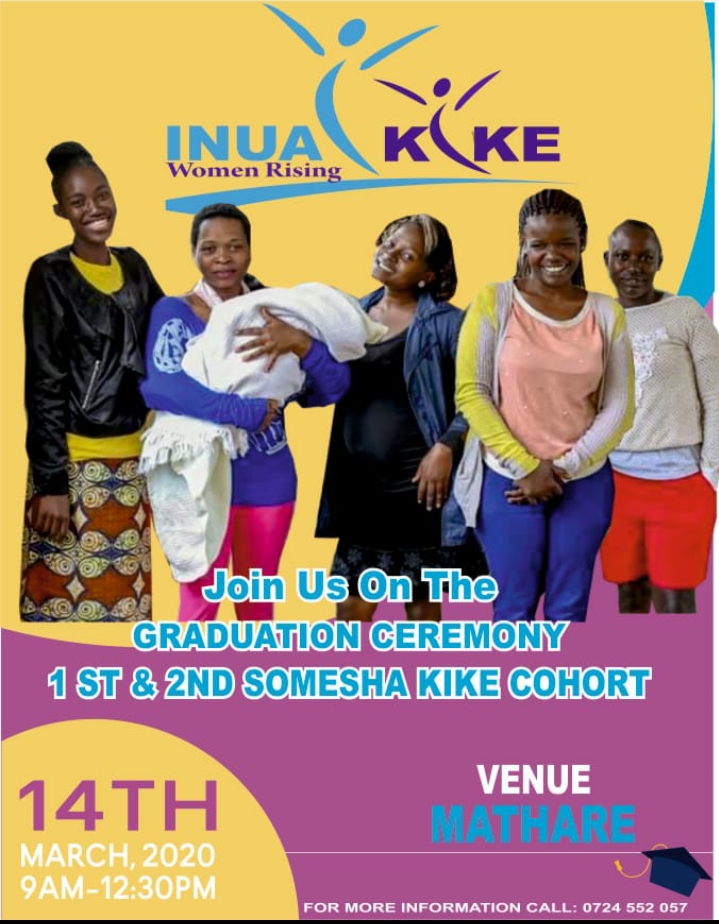 INUA KIKE
Women Rising
Join Us On The
GRADUATION CEREMONY
1 ST & 2ND SOMESHA KIKE COHORT
14TH
MARCH, 2020
9AM-12:30PM
VENUE
MATHARE
FOR MORE INFORMATION CALL: 0724 552 057